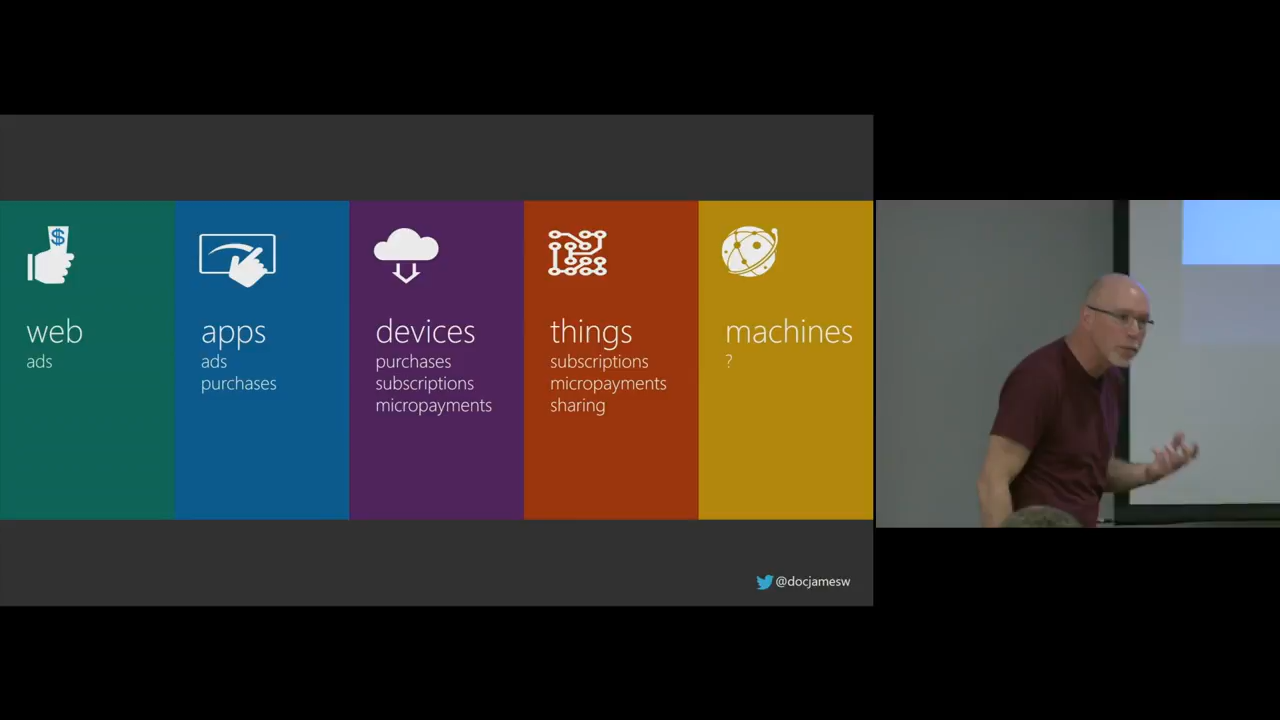 $
web
ads
apps
ads
purchases
devices
purchases
subscriptions
micropayments
things
subscriptions
micropayments
sharing
machines
?
@docjamesw